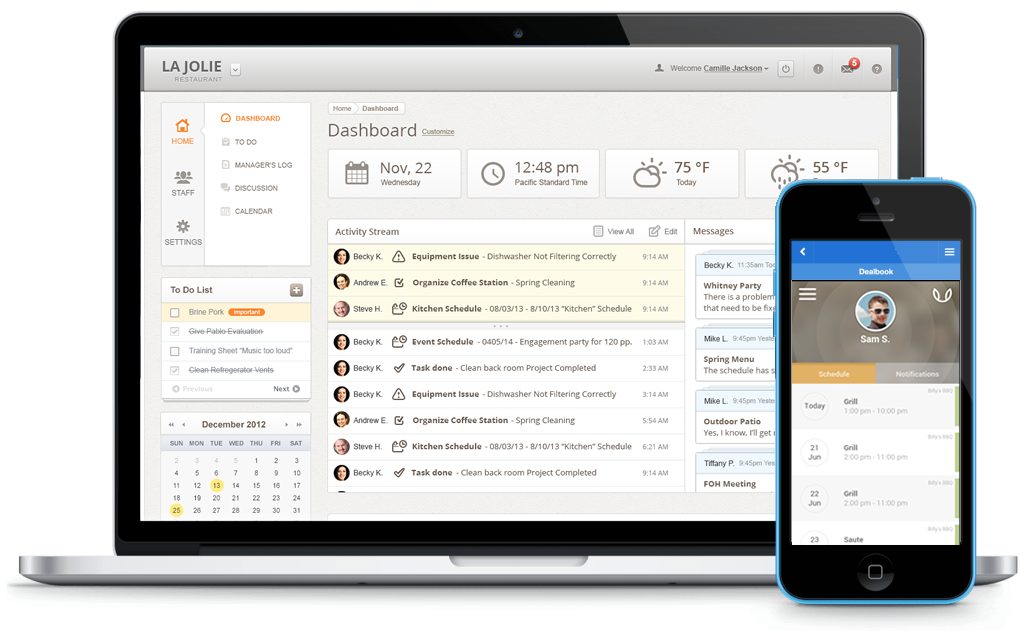 LA JOLIE
RESTAURANT
Welcome Camille Jackson
5
HOME
STAFF
SETTINGS
DASHBOARD
TO DO
MANAGER'S LOG
DISCUSSION
CALENDAR
Home Dashboard
Dashboard Customize
Nov, 22
Wednesday
12:48 pm
Pacific Standard Time
75 °F
Today
55 °F
To Do List
Brine Pork important
Give Pablo Evaluation
Training Sheet “Music too loud”
Clean Refregerator Vents
Previous Next
December 2012
SUN MON TUE WED THU FRI SAT
2 3 4 5 1 2 3
4 5 6 7 8 9 10
11 12 13 14 15 16 17
18 19 20 21 22 23 24
25 26 27 28 29 30 31
Activity Stream View All Edit
Becky K. Equipment Issue - Dishwasher Not Filtering Correctly 9:14 AM
Andrew E. Organize Coffee Station - Spring Cleaning 9:14 AM
Steve H. Kitchen Schedule - 08/03/13 - 8/10/13 “Kitchen” Schedule 9:14 AM
Becky K. Event Schedule - 0405/14 - Engagement party for 120 pp. 1:03 AM
Becky K. Task done - Clean back room Project Completed 2:33 AM
Becky K. Equipment Issue - Dishwasher Not Filtering Correctly 3:14 AM
Andrew E. Organize Coffee Station - Spring Cleaning 5:54 AM
Steve H. Kitchen Schedule - 08/03/13 - 8/10/13 “Kitchen” Schedule 6:21 AM
Becky K. Task done - Clean back room Project Completed 9:14 AM
Messages
Becky K. 11:35am
Whitney Party
There is a problem
that need to be
Mike L. 9:45pm
Spring Menu
The schedule has
Mike L. 9:45pm
Outdoor Patio
Yes, I know, I'll get
Tiffany P. 9:45pm
FOH Meeting
Dealbook
Sam S.
Schedule Notifications
Billy's BBQ
Today
Grill
1:00 pm - 10:00 pm
Billy's BBQ
21
Jun
Grill
2:00 pm - 11:00 pm
Billy's BBQ
22
Jun
Grill
2:00 pm - 11:00 pm
Billy's BBQ
23
Saute